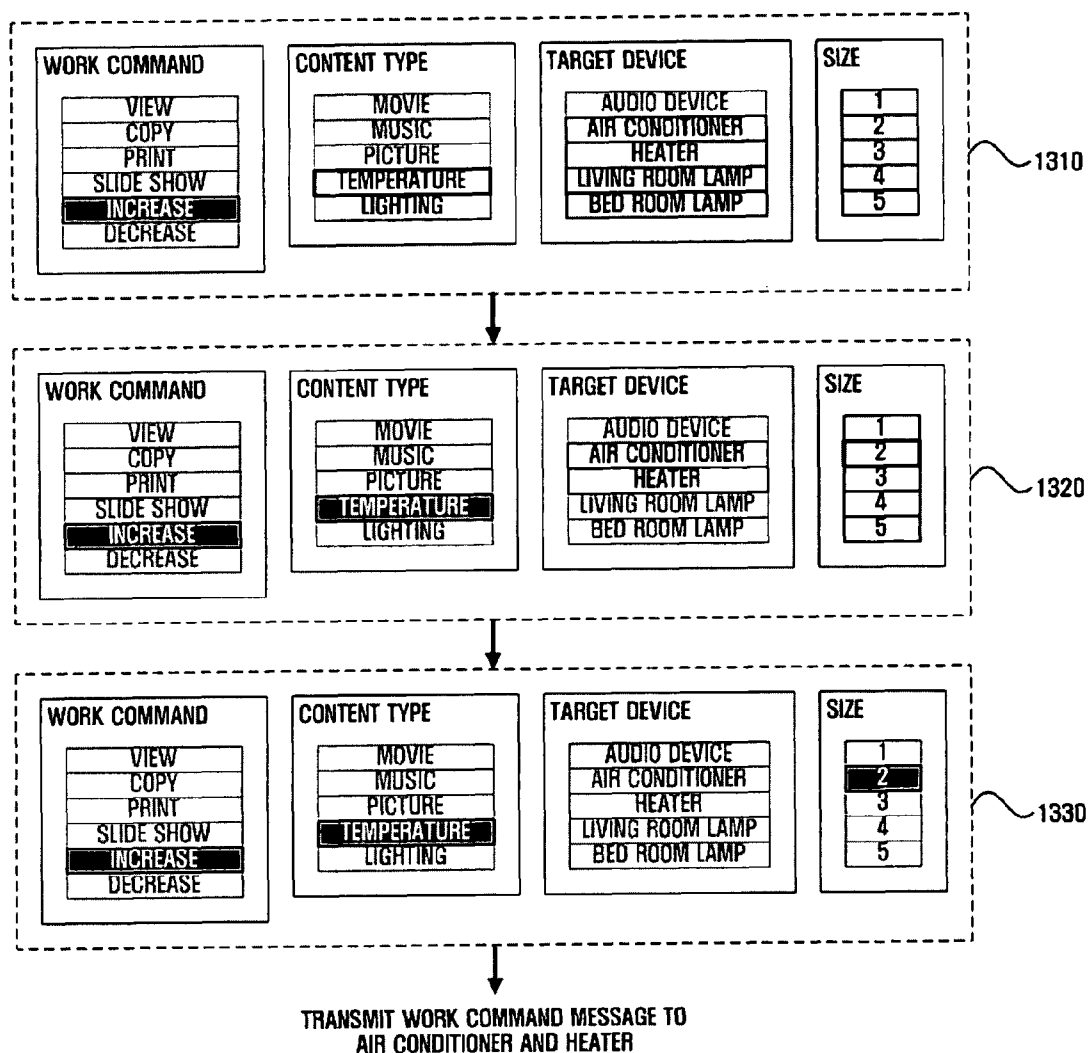 WORK COMMAND
VIEW
COPY
PRINT
SLIDE SHOW
INCREASE
DECREASE
CONTENT TYPE
MOVIE
MUSIC
PICTURE
TEMPERATURE
LIGHTING
TARGET DEVICE
AUDIO DEVICE
AIR CONDITIONER
HEATER
LIVING ROOM LAMP
BED ROOM LAMP
SIZE
1
2
3
4
5
1310
WORK COMMAND
VIEW
COPY
PRINT
SLIDE SHOW
INCREASE
DECREASE
CONTENT TYPE
MOVIE
MUSIC
PICTURE
TEMPERATURE
LIGHTING
TARGET DEVICE
AUDIO DEVICE
AIR CONDITIONER
HEATER
LIVING ROOM LAMP
BED ROOM LAMP
SIZE
1
2
3
4
5
1320
WORK COMMAND
VIEW
COPY
PRINT
SLIDE SHOW
INCREASE
DECREASE
CONTENT TYPE
MOVIE
MUSIC
PICTURE
TEMPERATURE
LIGHTING
TARGET DEVICE
AUDIO DEVICE
AIR CONDITIONER
HEATER
LIVING ROOM LAMP
BED ROOM LAMP
SIZE
1
2
3
4
5
1330
TRANSMIT WORK COMMAND MESSAGE TO
AIR CONDITIONER AND HEATER